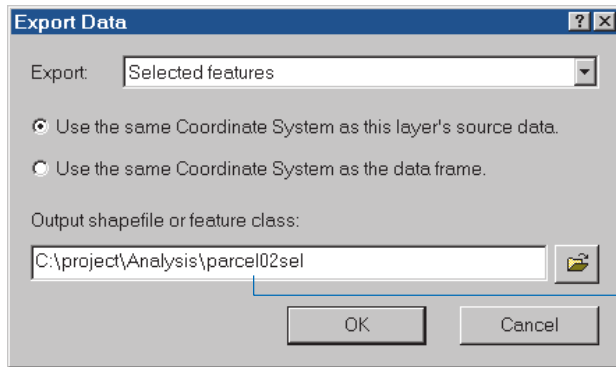 Export Data
Export: Selected features
Use the same Coordinate System as this layer's source data.
Use the same Coordinate System as the data frame.
Output shapefile or feature class:
C:\project\Analysis\parcel02sel
OK Cancel